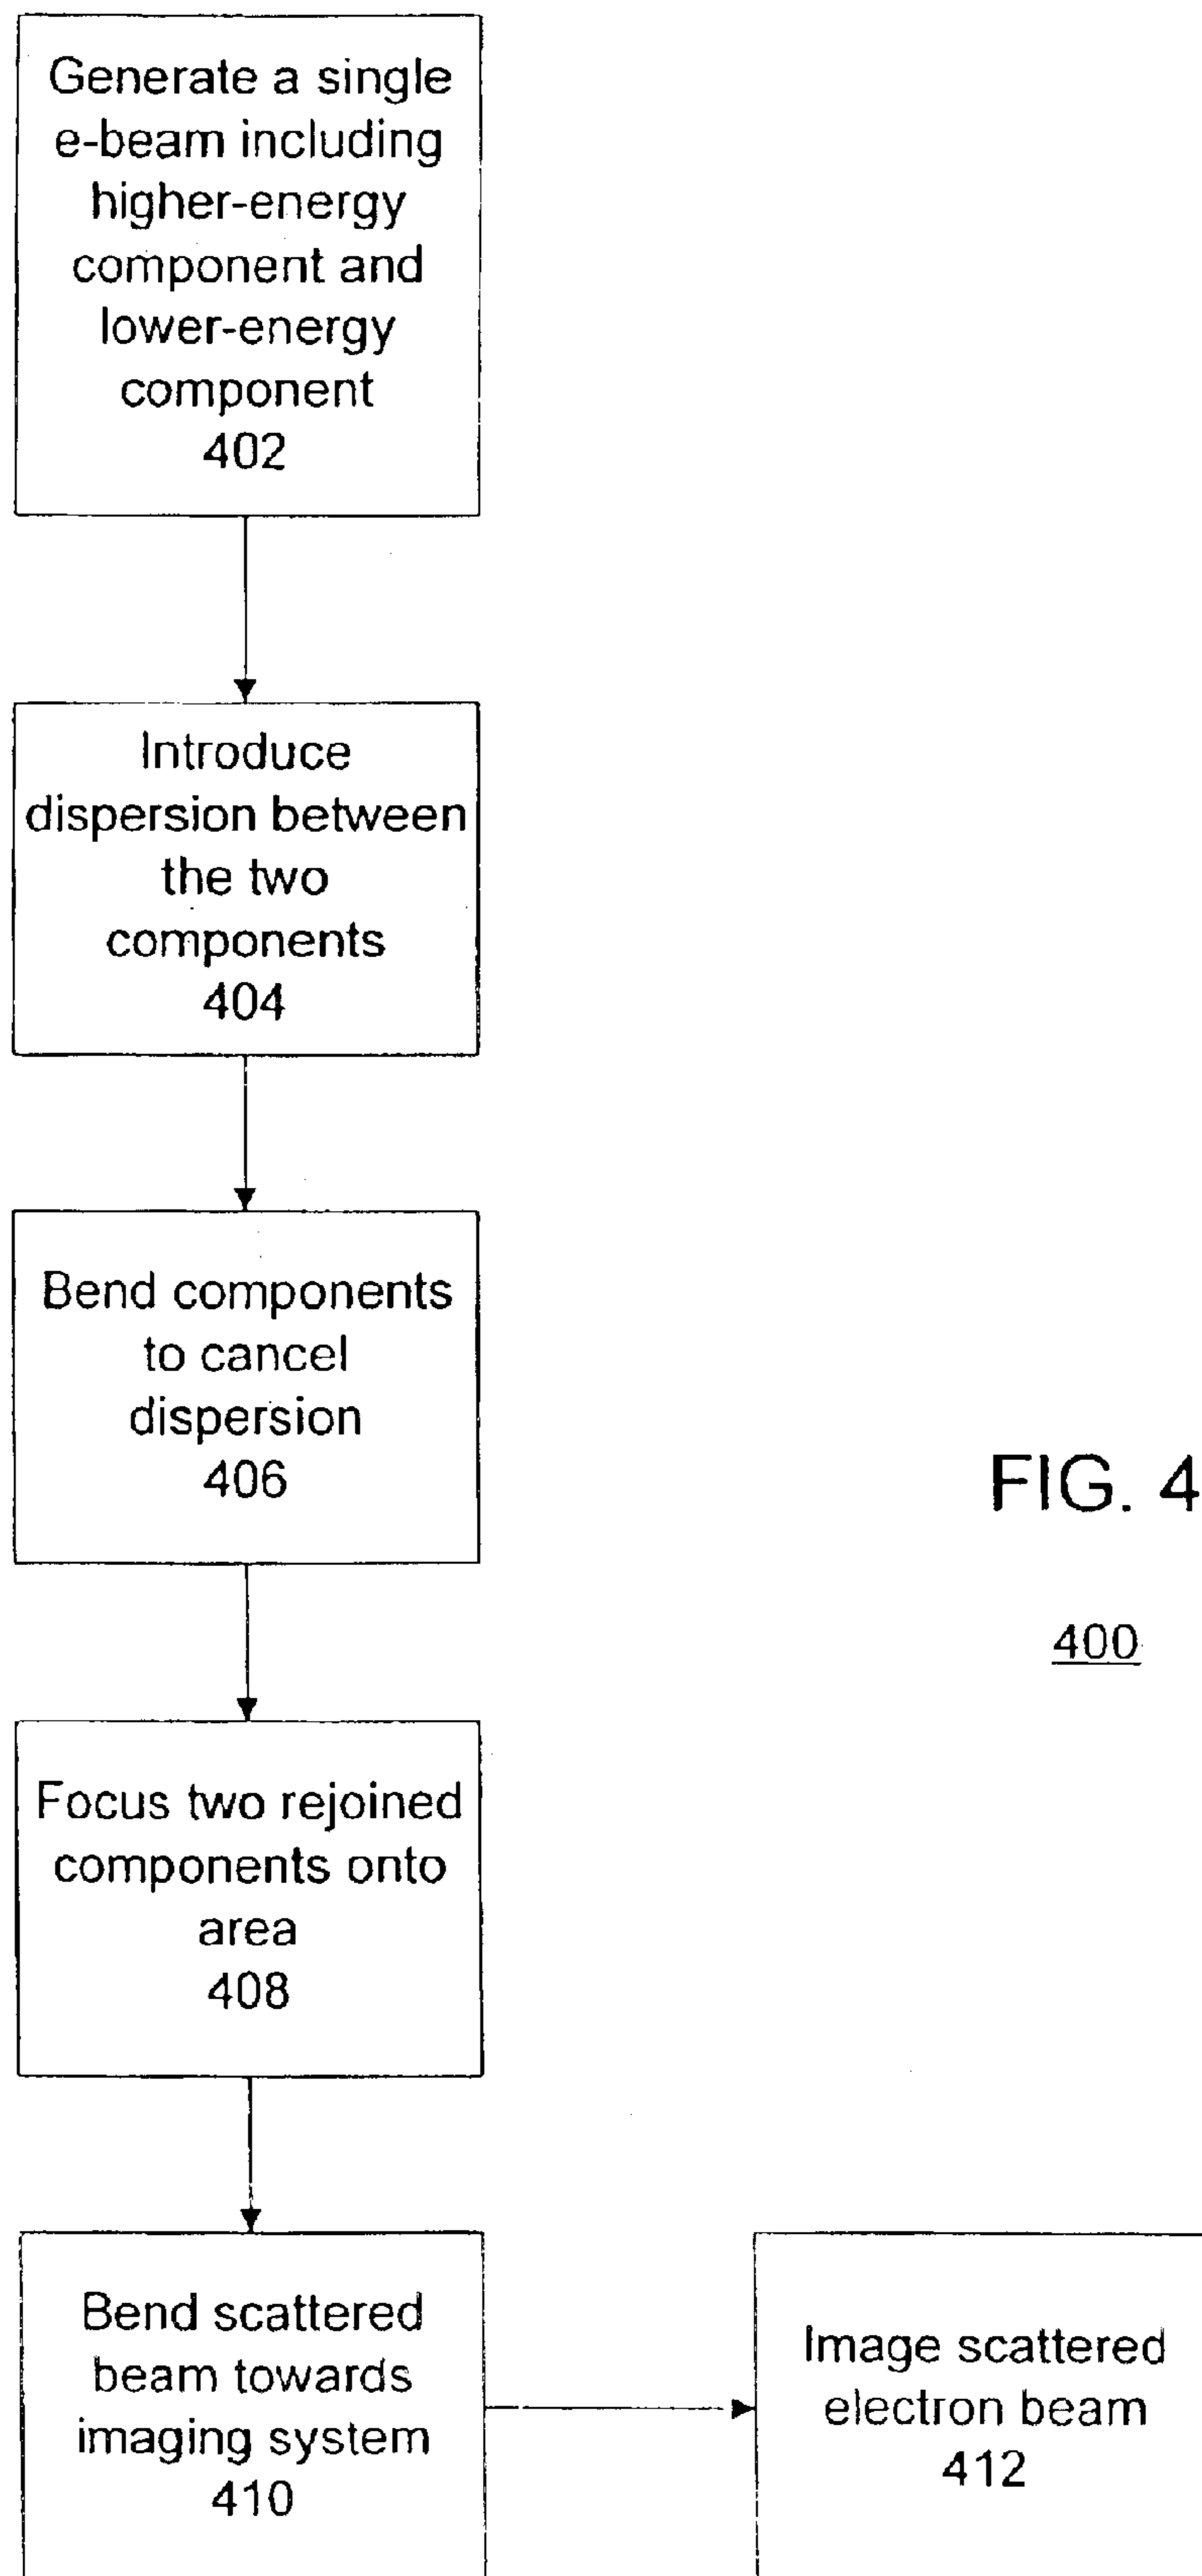 Generate a single
e-beam including
higher-energy
component and
lower-energy
component
402
Introduce
dispersion between
the two
components
404
Bend components
to cancel
dispersion
406
FIG. 4
400
Focus two rejoined
components onto
area
408
Bend scattered
beam towards
imaging system
410
Image scattered
electron beam
412